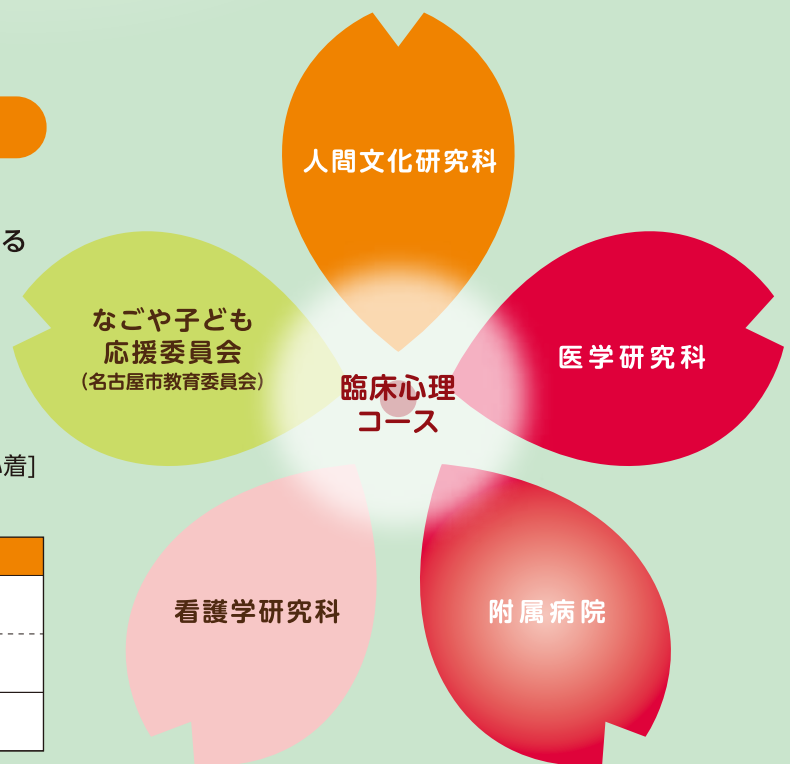 人間文化研究科
る
なごや子ども
応援委員会
（名古屋市教育委員会）
医学研究科
臨床心理
コース
着］
看護学研究科
附属病院